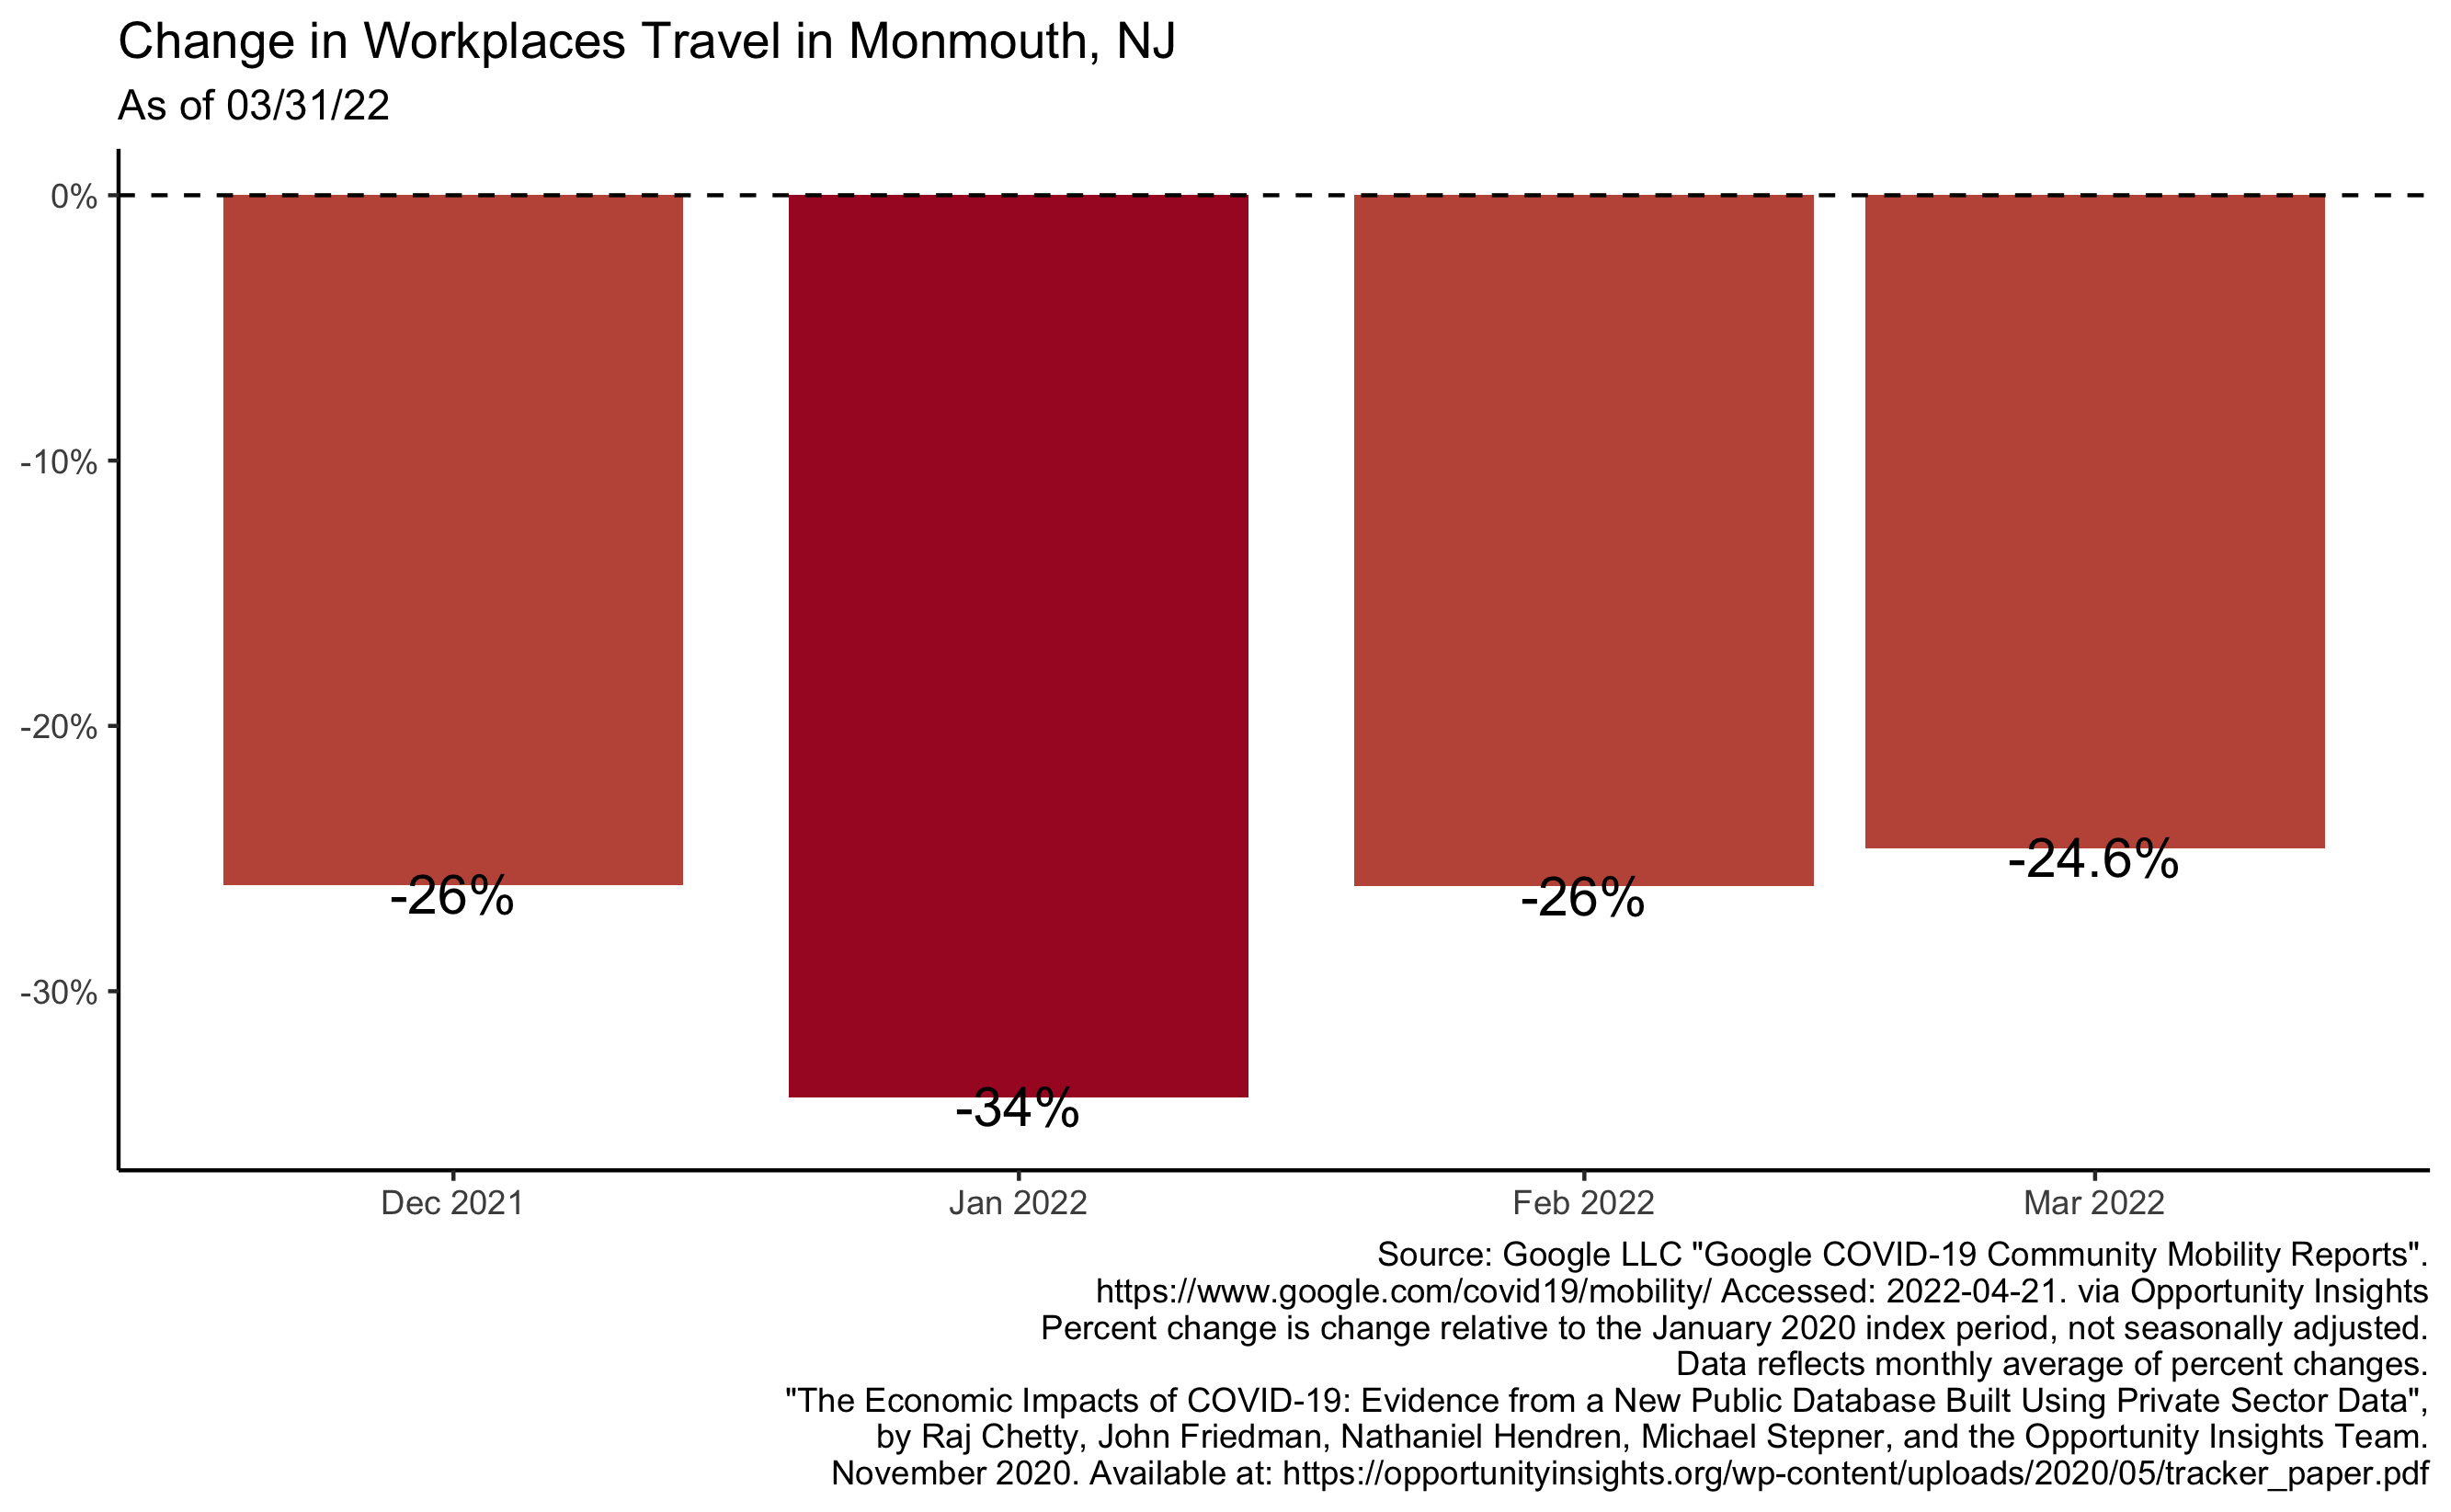 Change in Workplaces Travel in Monmouth, NJ
As of 03/31/22
0%
-10%
-20%
-30%
-26%
-34%
-26%
-24.6%
Dec 2021
Jan 2022
Feb 2022
Mar 2022
Source: Google LLC "Google COVID-19 Community Mobility Reports".
https://www.google.com/covid19/mobility/ Accessed: 2022-04-21. via Opportunity Insights
Percent change is change relative to the January 2020 index period, not seasonally adjusted.
Data reflects monthly average of percent changes.
"The Economic Impacts of COVID-19: Evidence from a New Public Database Built Using Private Sector Data",
by Raj Chetty, John Friedman, Nathaniel Hendren, Michael Stepner, and the Opportunity Insights Team.
November 2020. Available at: https://opportunityinsights.org/wp-content/uploads/2020/05/tracker_paper.pdf